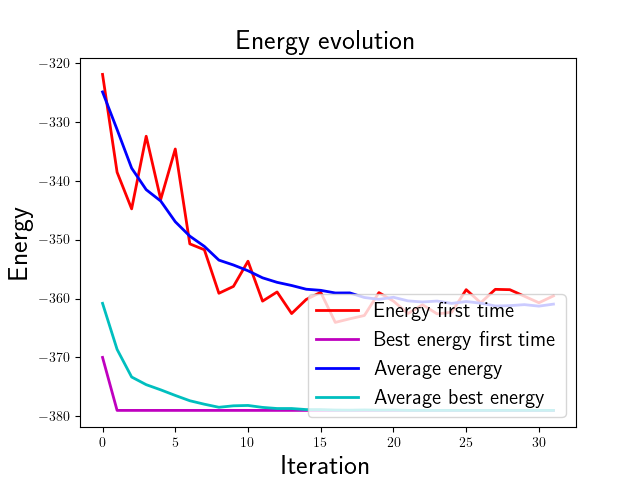 Energy evolution
Energy
−320
−330
−340
−350
−360
−370
−380
Energy first time
Best energy first time
Average energy
Average best energy
0 5 10 15 20 25 30
Iteration